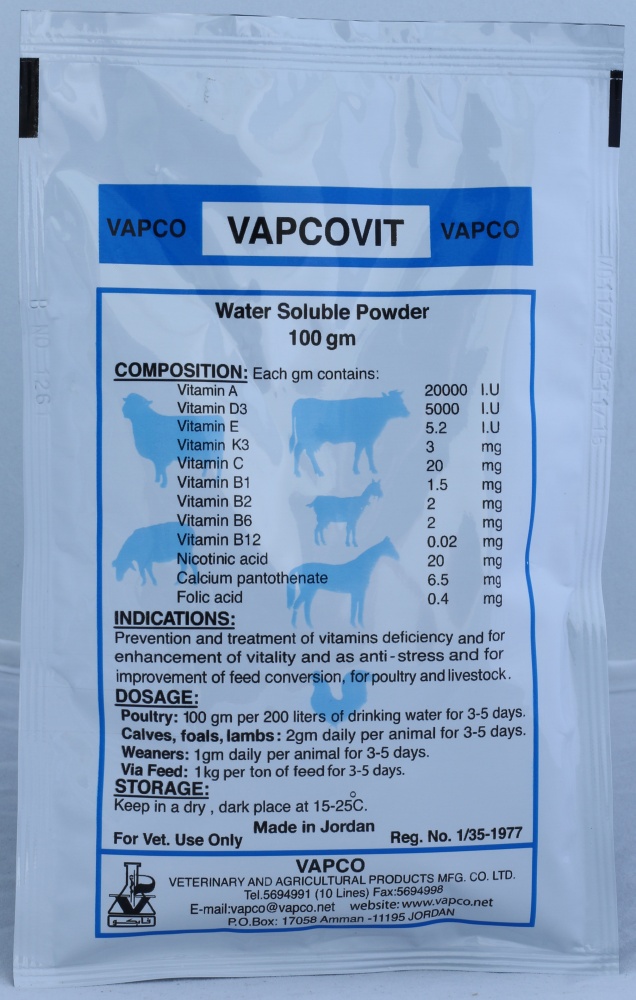 VAPCO VAPCOVIT VAPCO
Water Soluble Powder
100 gm
COMPOSITION: Each gm contains:
Vitamin A 20000 I.U
Vitamin D3 5000 I.U
Vitamin E 5.2 I.U
Vitamin K3 3 mg
Vitamin C 20 mg
Vitamin B1 1.5 mg
Vitamin B2 2 mg
Vitamin B6 2 mg
Vitamin B12 0.02 mg
Nicotinic acid 20 mg
Calcium pantothenate 6.5 mg
Folic acid 0.4 mg
INDICATIONS:
Prevention and treatment of vitamins deficiency and for
enhancement of vitality and as anti-stress and for
improvement of feed conversion, for poultry and livestock.
DOSAGE:
Poultry: 100 gm per 200 liters of drinking water for 3-5 days.
Calves, foals, lambs: 2gm daily per animal for 3-5 days.
Weaners: 1gm daily per animal for 3-5 days.
Via Feed: 1kg per ton of feed for 3-5 days.
STORAGE:
Keep in a dry , dark place at 15-25°C.
Made in Jordan
For Vet. Use Only Reg. No. 1/35-1977
VAPCO
VETERINARY AND AGRICULTURAL PRODUCTS MFG. CO. LTD.
Tel.5694991 (10 Lines) Fax:5694998
E-mail:vapco@vapco.net website:www.vapco.net
P.O.Box: 17058 Amman -11195 JORDAN
فابكو
B NO 126